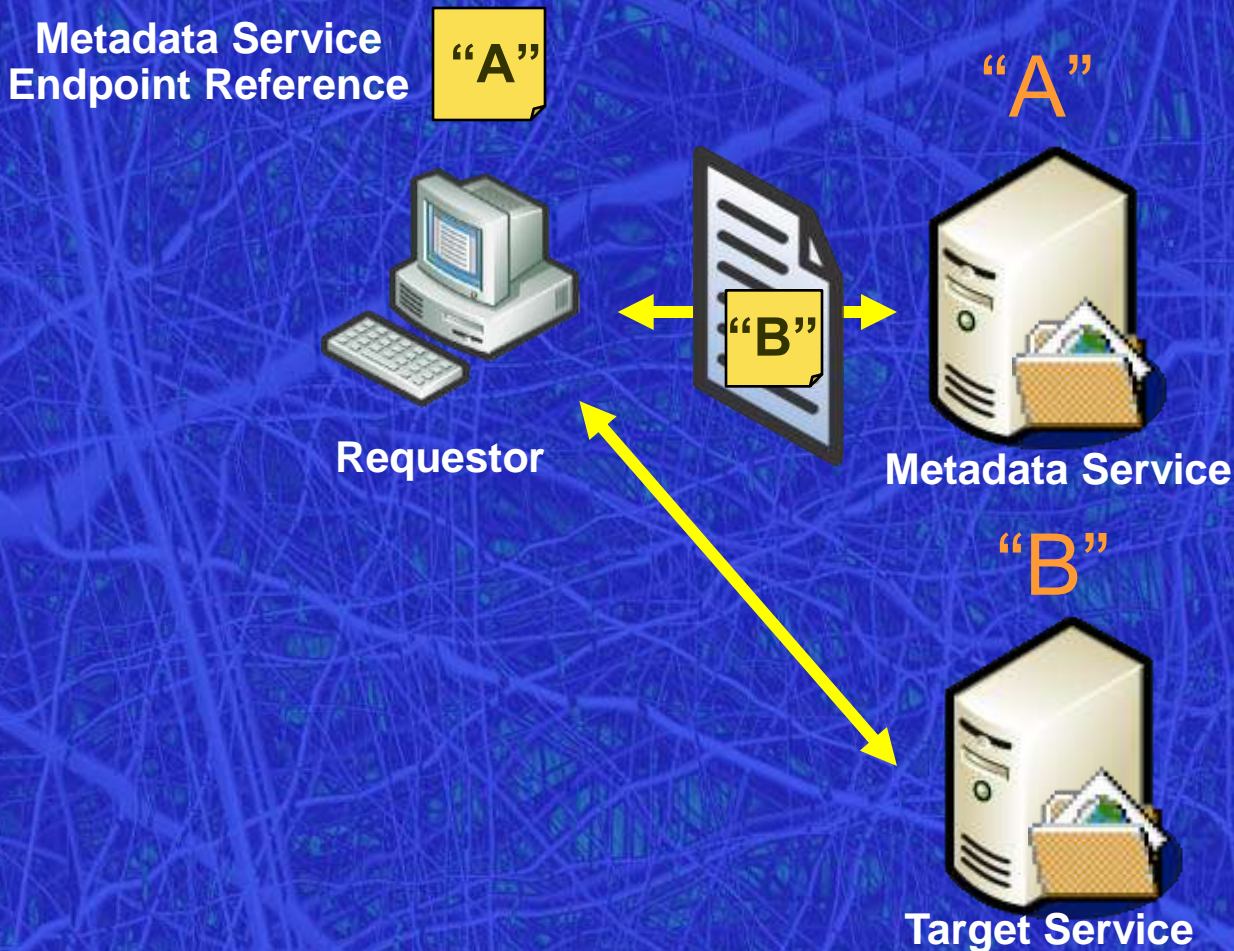 Metadata Service
Endpoint Reference
“A”
“A”
“B”
Requestor
Metadata Service
“B”
Target Service